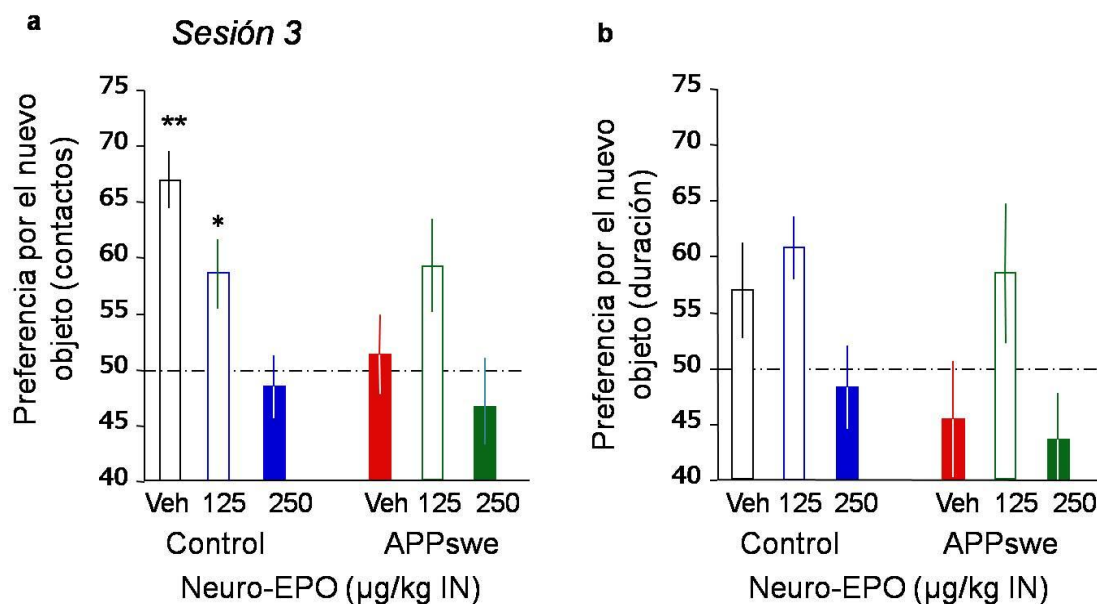 a
Sesión 3
Preferencia por el nuevo
objeto (contactos)
75
70
65
60
55
50
45
40
**
*
Veh 125 250
Veh 125 250
Control
APPswe
Neuro-EPO (µg/kg IN)
b
Preferencia por el nuevo
objeto (duración)
75
70
65
60
55
50
45
40
Veh 125 250
Veh 125 250
Control
APPswe
Neuro-EPO (µg/kg IN)